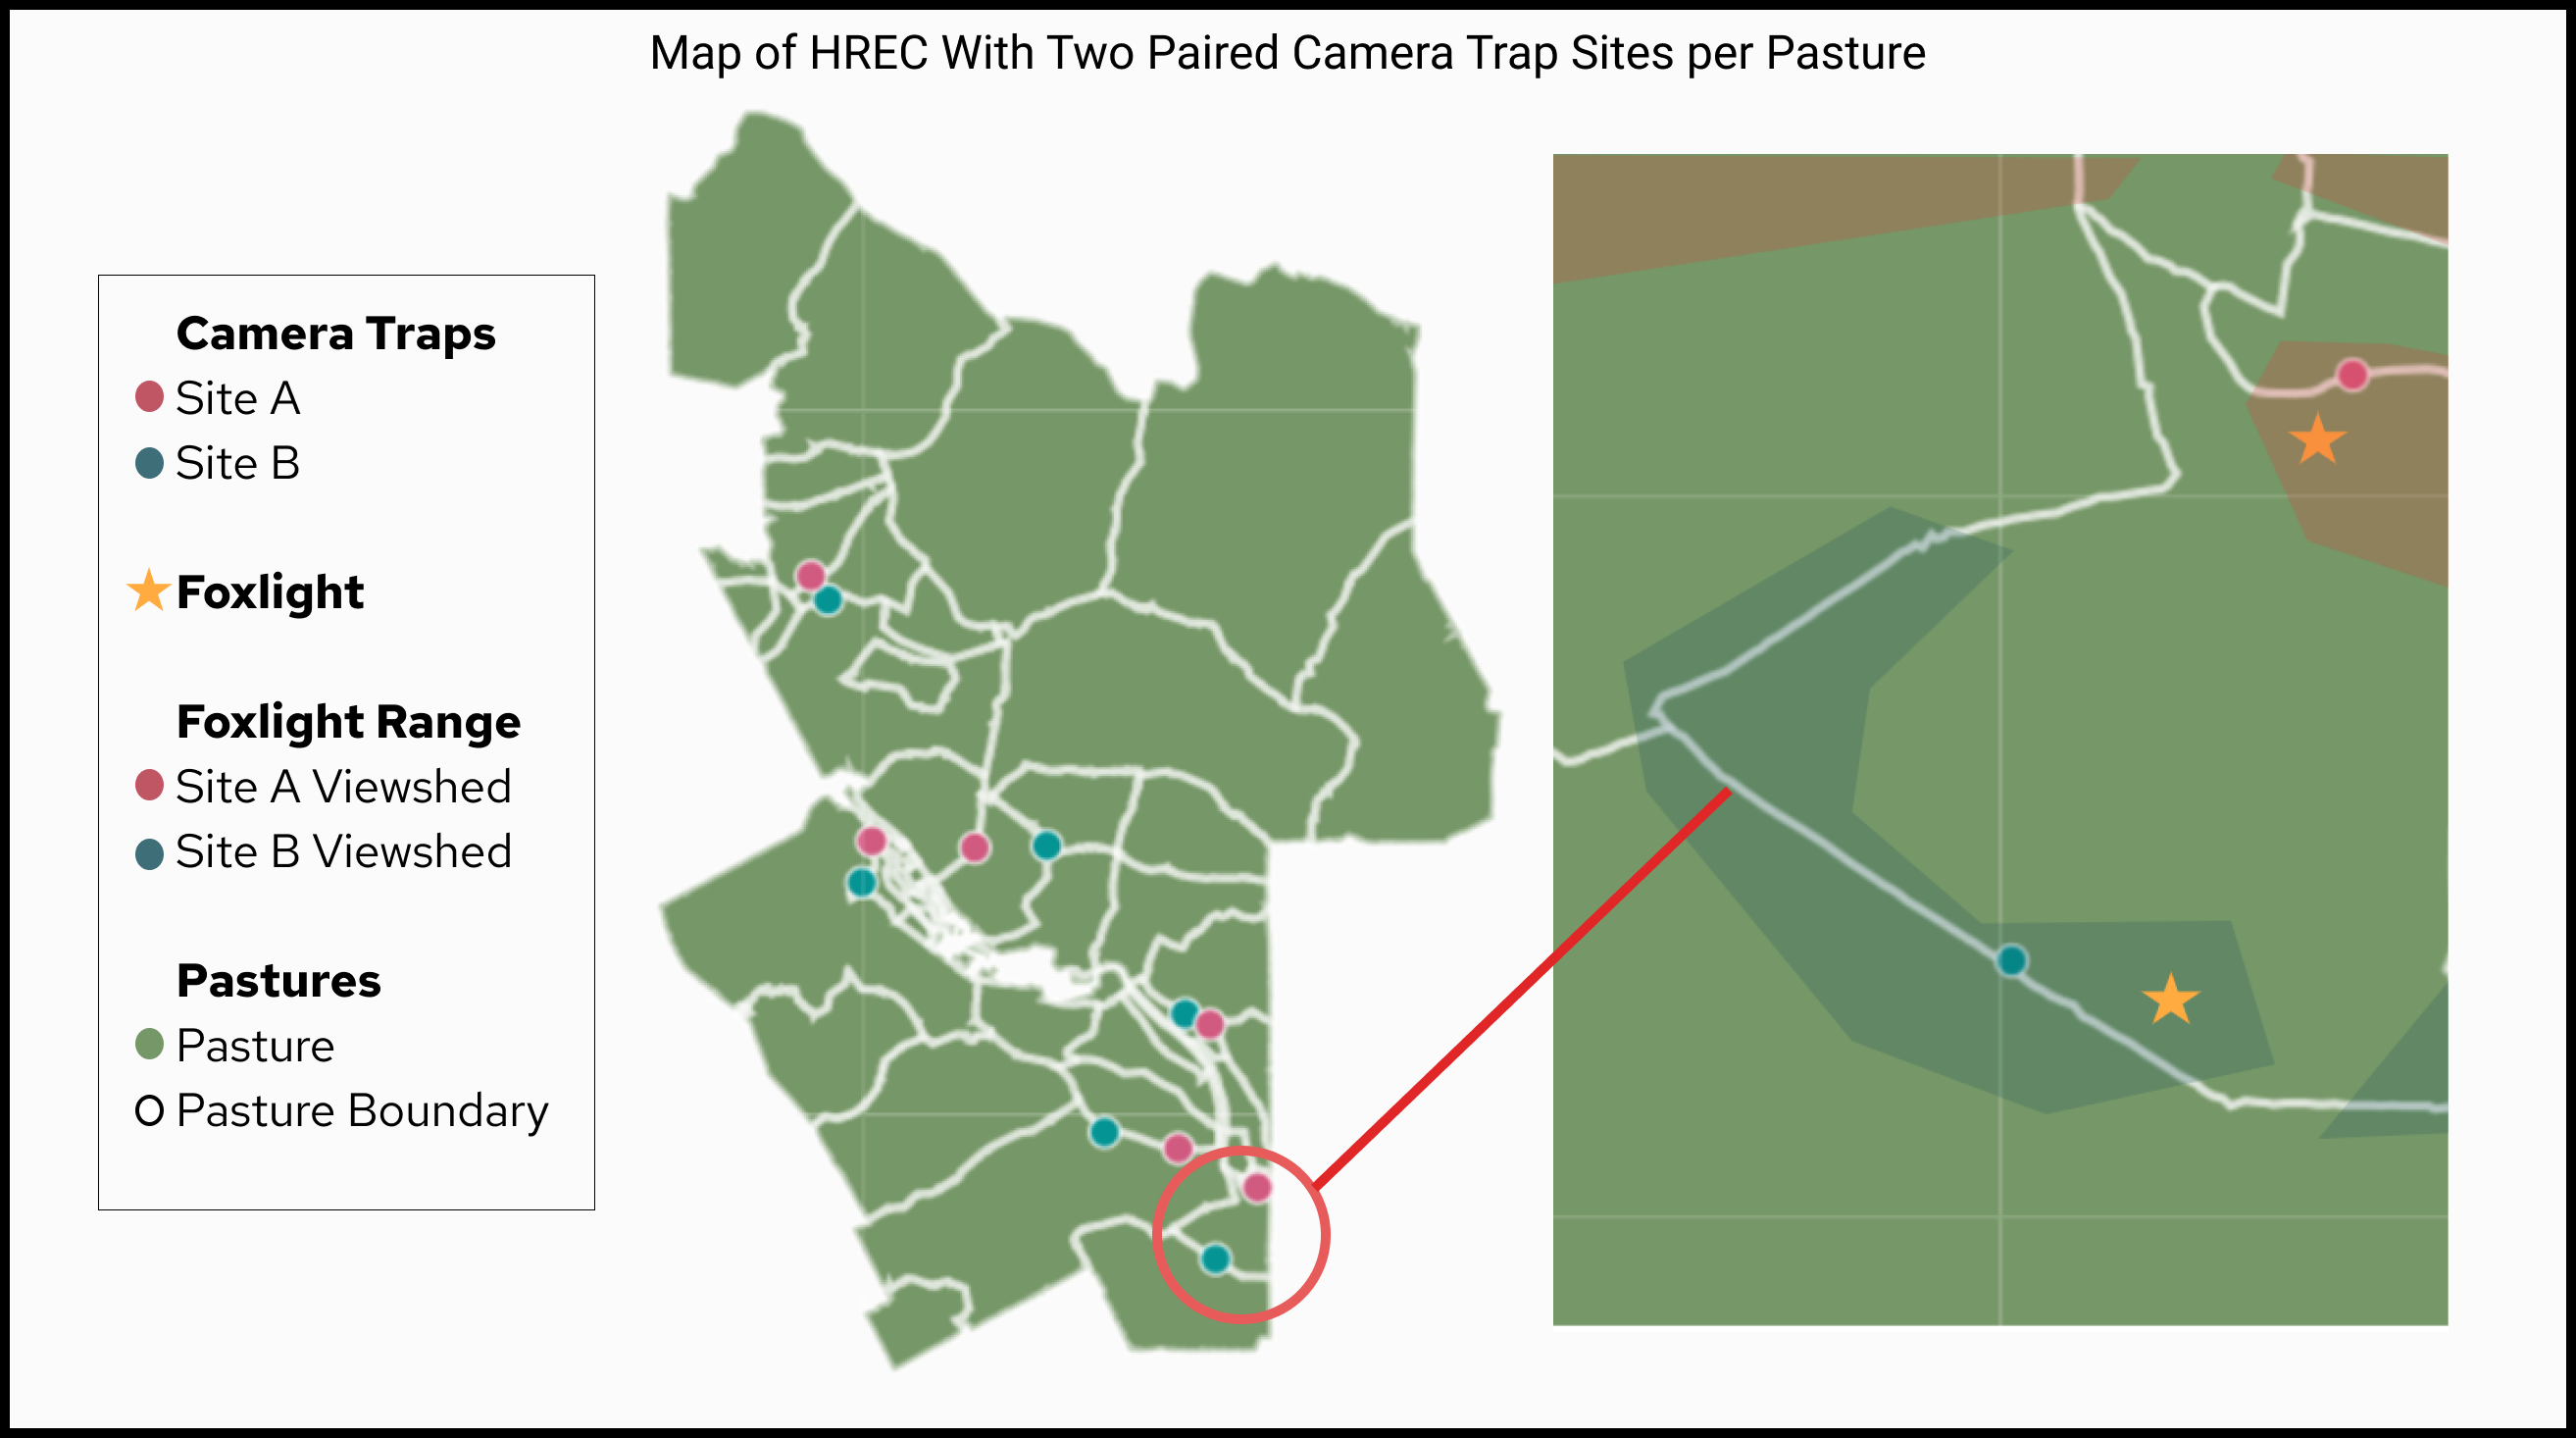 Map of HREC With Two Paired Camera Trap Sites per Pasture
Camera Traps
Site A
Site B
Foxlight
Foxlight Range
Site A Viewshed
Site B Viewshed
Pastures
Pasture
Pasture Boundary